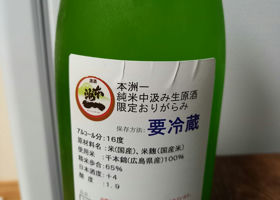 清酒
本洲一
純米中汲み生原酒
限定おりがらみ
保存方法: 要冷蔵
アルコール分: 16度
原材料名: 米(国産)、米麹(国産米)
使用米: 千本錦(広島県産)100%
精米歩合: 65%
日本酒度: +4
酸度: 1.9